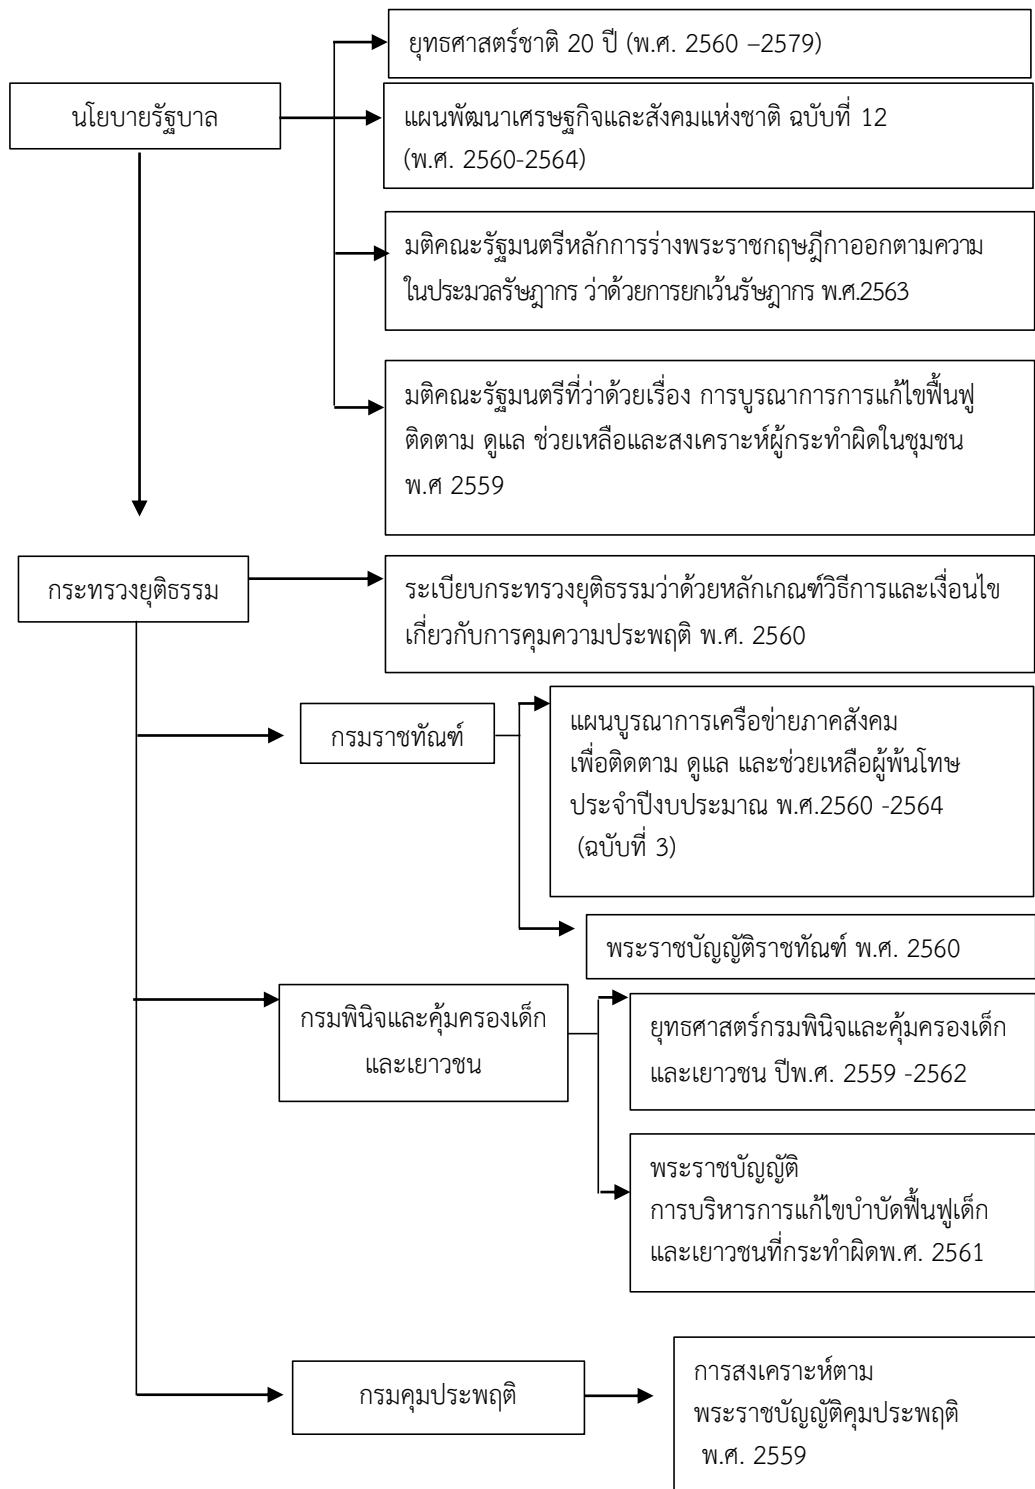 ยุทธศาสตร์ชาติ 20 ปี (พ.ศ. 2560 –2579)
นโยบายรัฐบาล
แผนพัฒนาเศรษฐกิจและสังคมแห่งชาติ ฉบับที่ 12
(พ.ศ. 2560-2564)
มติคณะรัฐมนตรีหลักการร่างพระราชกฤษฎีกาออกตามความ
ในประมวลรัษฎากร ว่าด้วยการยกเว้นรัษฎากร พ.ศ.2563
มติคณะรัฐมนตรีที่ว่าด้วยเรื่อง การบูรณาการการแก้ไขฟื้นฟู
ติดตาม ดูแล ช่วยเหลือและสงเคราะห์ผู้กระทำผิดในชุมชน
พ.ศ 2559
กระทรวงยุติธรรม
ระเบียบกระทรวงยุติธรรมว่าด้วยหลักเกณฑ์วิธีการและเงื่อนไข
เกี่ยวกับการคุมความประพฤติ พ.ศ. 2560
กรมราชทัณฑ์
แผนบูรณาการเครือข่ายภาคสังคม
เพื่อติดตาม ดูแล และช่วยเหลือผู้พ้นโทษ
ประจำปีงบประมาณ พ.ศ.2560 -2564
(ฉบับที่ 3)
พระราชบัญญัติราชทัณฑ์ พ.ศ. 2560
กรมพินิจและคุ้มครองเด็ก
และเยาวชน
ยุทธศาสตร์กรมพินิจและคุ้มครองเด็ก
และเยาวชน ปีพ.ศ. 2559 -2562
พระราชบัญญัติ
การบริหารการแก้ไขบำบัดฟื้นฟูเด็ก
และเยาวชนที่กระทำผิดพ.ศ. 2561
กรมคุมประพฤติ
การสงเคราะห์ตาม
พระราชบัญญัติคุมประพฤติ
พ.ศ. 2559